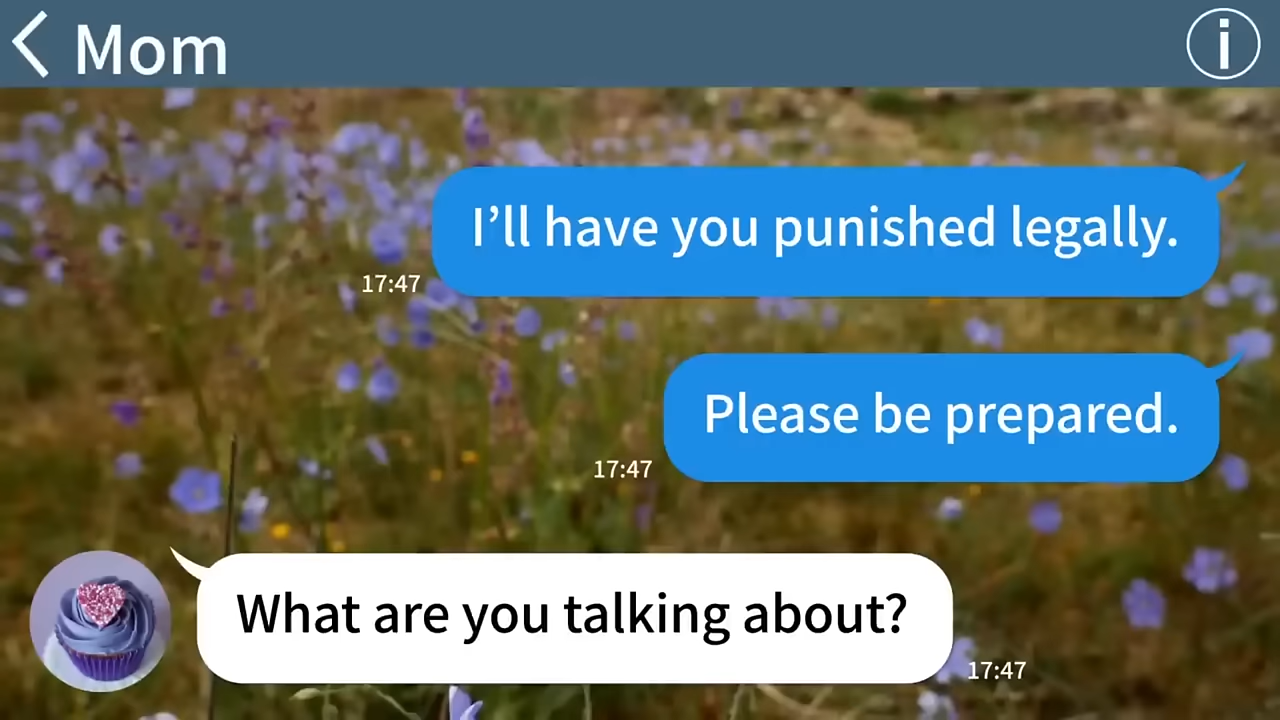 Mom
I’ll have you punished legally.
17:47
Please be prepared.
17:47
What are you talking about?
17:47